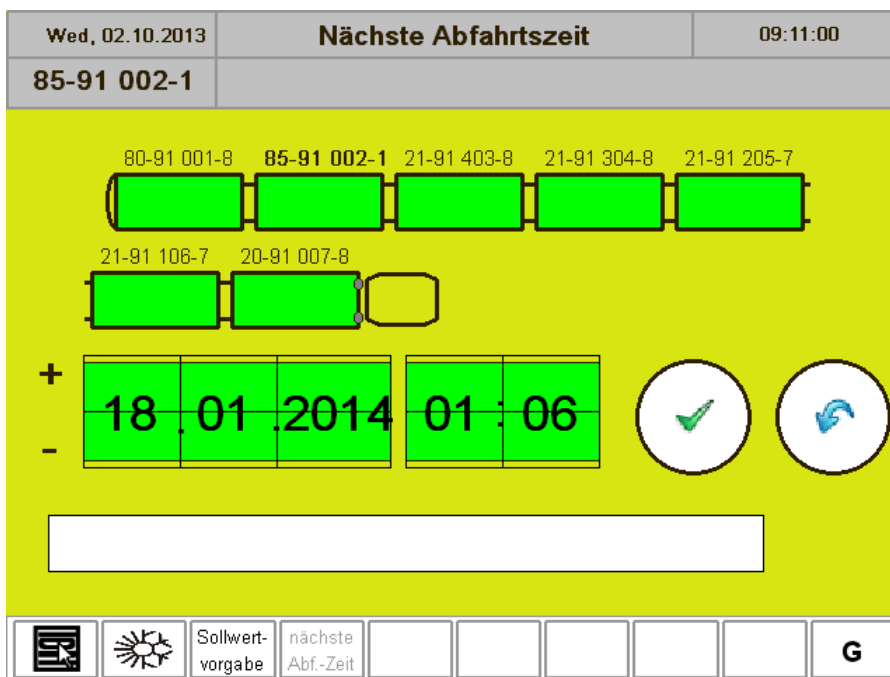 Wed, 02.10.2013 Nächste Abfahrtszeit 09:11:00
85-91 002-1
80-91 001-8 85-91 002-1 21-91 403-8 21-91 304-8 21-91 205-7
21-91 106-7 20-91 007-8
+
18.01.2014 01:06
-
Sollwert- nächste
vorgabe Abf.-Zeit G